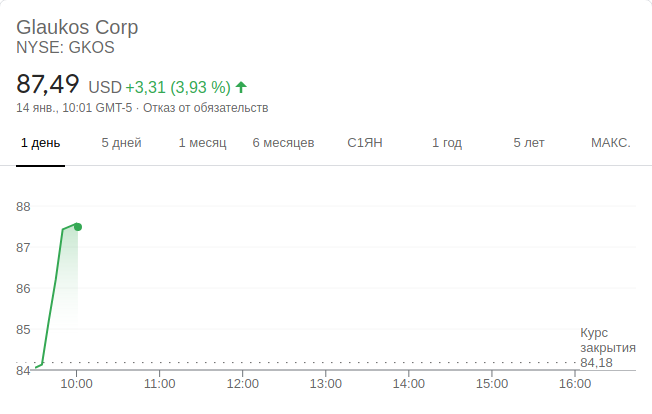 Glaukos Corp
NYSE: GKOS
87,49 USD +3,31 (3,93 %)
14 янв., 10:01 GMT-5 · Отказ от обязательств
1 день 5 дней 1 месяц 6 месяцев С1ЯН 1 год 5 лет МАКС.
88
87
86
85
84
Курс
закрытия
84,18
10:00 11:00 12:00 13:00 14:00 15:00 16:00